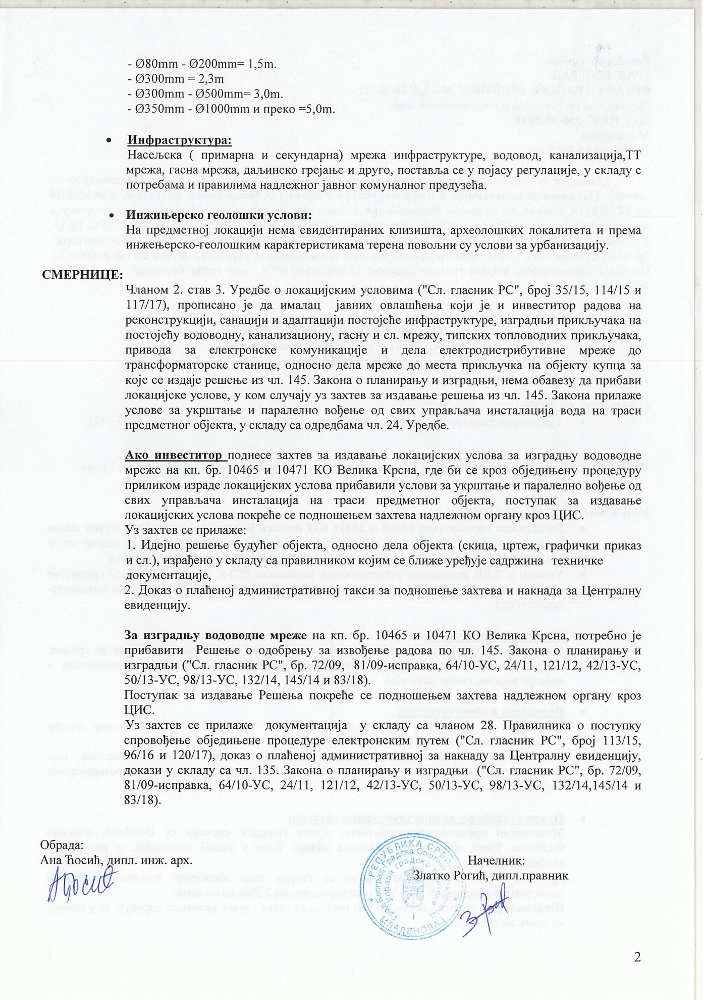 - Ø80mm - Ø200mm= 1,5m.
- Ø300mm = 2,3m
- Ø300mm - Ø500mm= 3,0m.
- Ø350mm - Ø1000mm и преко =5,0m.
• Инфраструктура:
Насељска ( примарна и секундарна) мрежа инфраструктуре, водовод, канализација,ТТ
мрежа, гасна мрежа, даљинско грејање и друго, поставља се у појасу регулације, у складу с
потребама и правилима надлежног јавног комуналног предузећа.
• Инжињерско геолошки услови:
На предметној локацији нема евидентираних клизишта, археолошких локалитета и према
инжењерско-геолошким карактеристикама терена повољни су услови за урбанизацију.
СМЕРНИЦЕ:
Чланом 2. став 3. Уредбе о локацијским условима ("Сл. гласник РС", број 35/15, 114/15 и
117/17), прописано је да ималац јавних овлашћења који је и инвеститор радова на
реконструкцији, санацији и адаптацији постојеће инфраструктуре, изградњи прикључака на
постојећу водоводну, канализациону, гасну и сл. мрежу, типских топловодних прикључака,
привода за електронске комуникације и дела електродистрибутивне мреже до
трансформаторске станице, односно дела мреже до места прикључка на објекту купца за
које се издаје решење из чл. 145. Закона о планирању и изградњи, нема обавезу да прибави
локацијске услове, у ком случају уз захтев за издавање решења из чл. 145. Закона прилаже
услове за укрштање и паралелно вођење од свих управљача инсталација вода на траси
предметног објекта, у складу са одредбама чл. 24. Уредбе.
Ако инвеститор поднесе захтев за издавање локацијских услова за изградњу водоводне
мреже на кп. бр. 10465 и 10471 КО Велика Крсна, где би се кроз обједињену процедуру
приликом израде локацијских услова прибавили услови за укрштање и паралелно вођење од
свих управљача инсталација на траси предметног објекта, поступак за издавање
локацијских услова покреће се подношењем захтева надлежном органу кроз ЦИС.
Уз захтев се прилаже:
1. Идејно решење будућег објекта, односно дела објекта (скица, цртеж, графички приказ
и сл.), израђено у складу са правилником којим се ближе уређује садржина техничке
документације,
2. Доказ о плаћеној административној такси за подношење захтева и накнада за Централну
евиденцију.
За изградњу водоводне мреже на кп. бр. 10465 и 10471 КО Велика Крсна, потребно је
прибавити Решење о одобрењу за извођење радова по чл. 145. Закона о планирању и
изградњи ("Сл. гласник РС", бр. 72/09, 81/09-исправка, 64/10-УС, 24/11, 121/12, 42/13-УС,
50/13-УС, 98/13-УС, 132/14, 145/14 и 83/18).
Поступак за издавање Решења покреће се подношењем захтева надлежном органу кроз
ЦИС.
Уз захтев се прилаже документација у складу са чланом 28. Правилника о поступку
спровођење обједињене процедуре електронским путем ("Сл. гласник РС", број 113/15,
96/16 и 120/17), доказ о плаћеној административној за накнаду за Централну евиденцију,
докази у складу са чл. 135. Закона о планирању и изградњи ("Сл. гласник РС", бр. 72/09,
81/09-исправка, 64/10-УС, 24/11, 121/12, 42/13-УС, 50/13-УС, 98/13-УС, 132/14,145/14 и
83/18).
Обрада:
Ана Ћосић, дипл. инж. арх.
АЋосић
РЕПУБЛИКА СРБИЈА
МЛАДЕНОВАЦ
I
Начелник:
Златко Рогић, дипл.правник
2